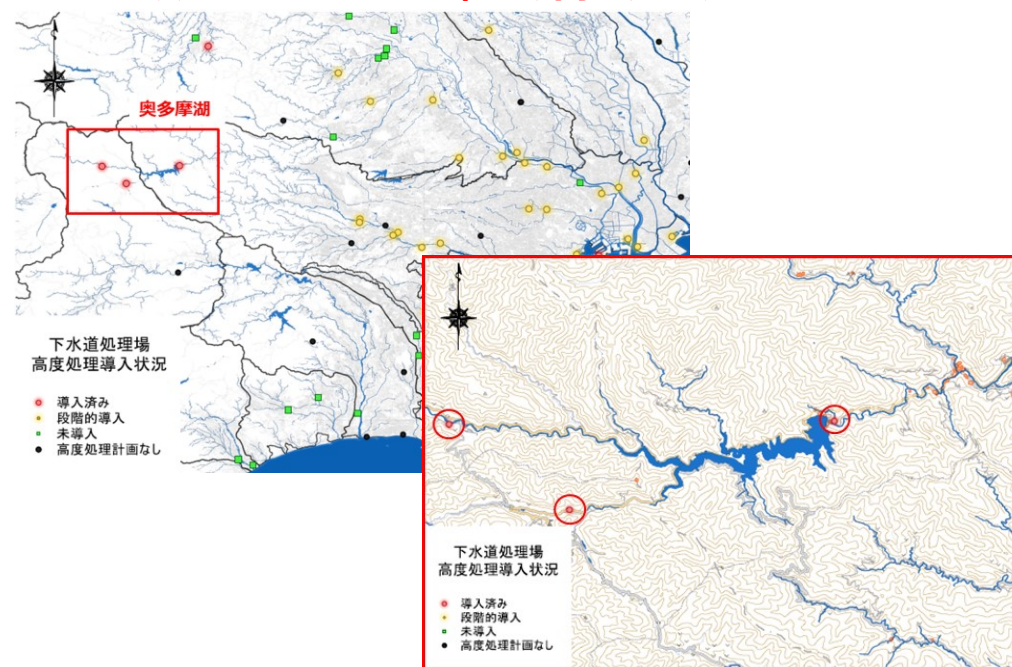 奥多摩湖
下水道処理場
高度処理導入状況
導入済み
段階的導入
未導入
高度処理計画なし
下水道処理場
高度処理導入状況
導入済み
段階的導入
未導入
高度処理計画なし